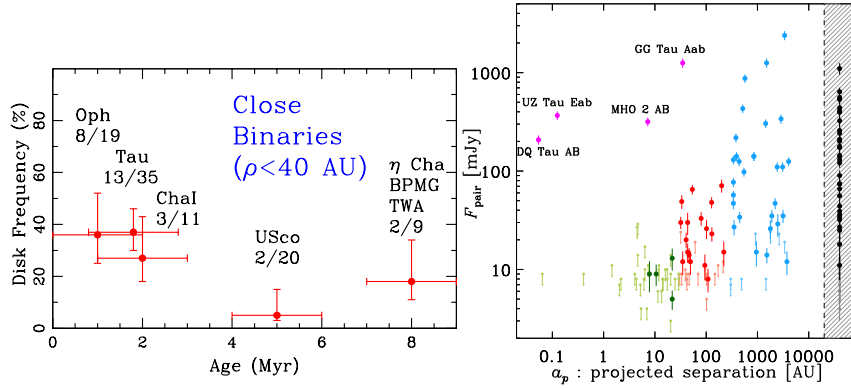 Disk Frequency (%)
80
60
40
20
0
Oph
8/19
Tau
13/35
ChaI
3/11
Close
Binaries
(ρ<40 AU)
USco
2/20
η Cha
BPMG
TWA
2/9
0 2 4 6 8
Age (Myr)
F_pair [mJy]
1000
100
10
GG Tau Aab
UZ Tau Eab
MHO 2 AB
DQ Tau AB
0.1 1 10 100 1000 10000
a_p : projected separation [AU]